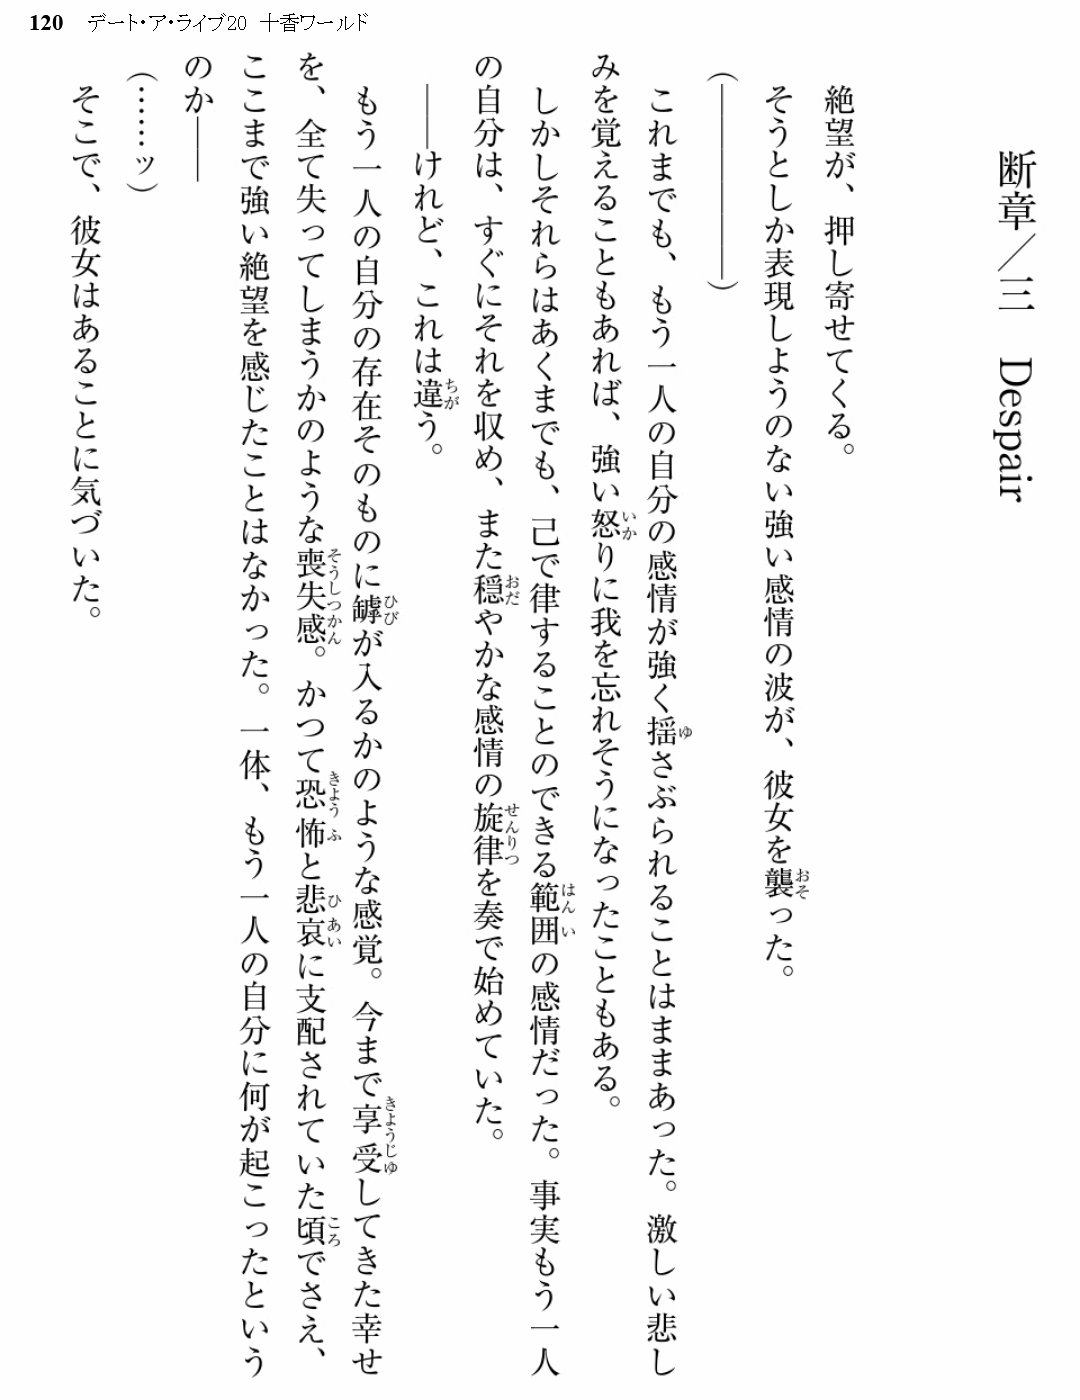 120 デート・ア・ライブ20 十香ワールド
断章／三 Despair
絶望が、押し寄せてくる。
そうとしか表現しようのない強い感情の波が、彼女を襲った。
(――――――)
これまでも、もう一人の自分の感情が強く揺さぶられることはままあった。激しい悲し
みを覚えることもあれば、強い怒りに我を忘れそうになったこともある。
しかしそれらはあくまでも、己で律することのできる範囲の感情だった。事実もう一人
の自分は、すぐにそれを収め、また穏やかな感情の旋律を奏で始めていた。
――けれど、これは違う。
もう一人の自分の存在そのものに罅が入るかのような感覚。今まで享受してきた幸せ
を、全て失ってしまうかのような喪失感。かつて恐怖と悲哀に支配されていた頃でさえ、
ここまで強い絶望を感じたことはなかった。一体、もう一人の自分に何が起こったという
のか――
(……ッ)
そこで、彼女はあることに気づいた。